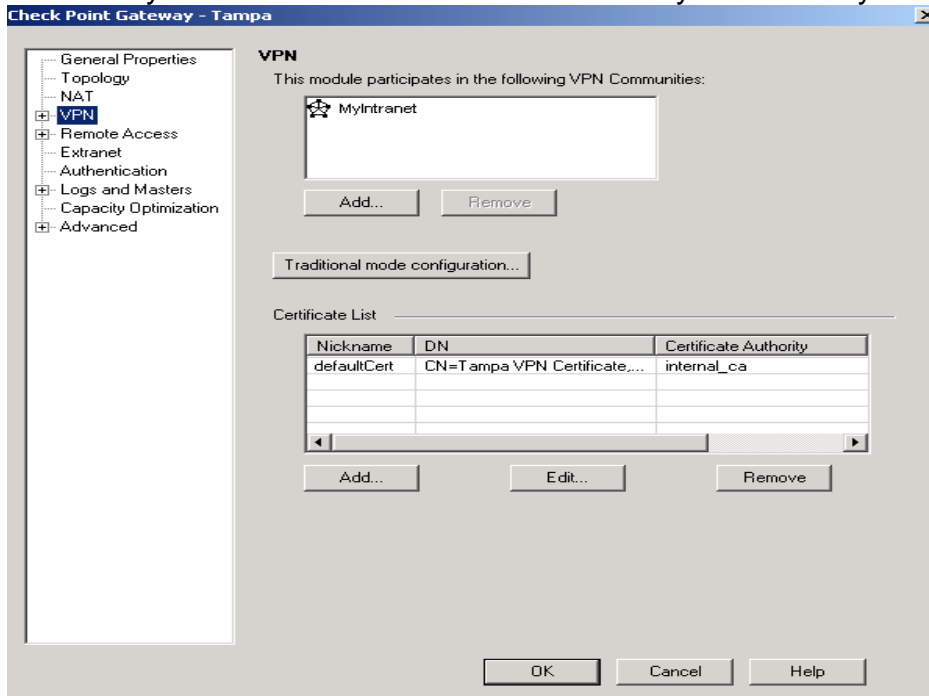 Check Point Gateway - Tampa
General Properties
Topology
NAT
VPN
Remote Access
Extranet
Authentication
Logs and Masters
Capacity Optimization
Advanced
VPN
This module participates in the following VPN Communities:
MyIntranet
Add... Remove
Traditional mode configuration...
Certificate List
Nickname DN Certificate Authority
defaultCert CN=Tampa VPN Certificate,... internal_ca
Add... Edit... Remove
OK Cancel Help